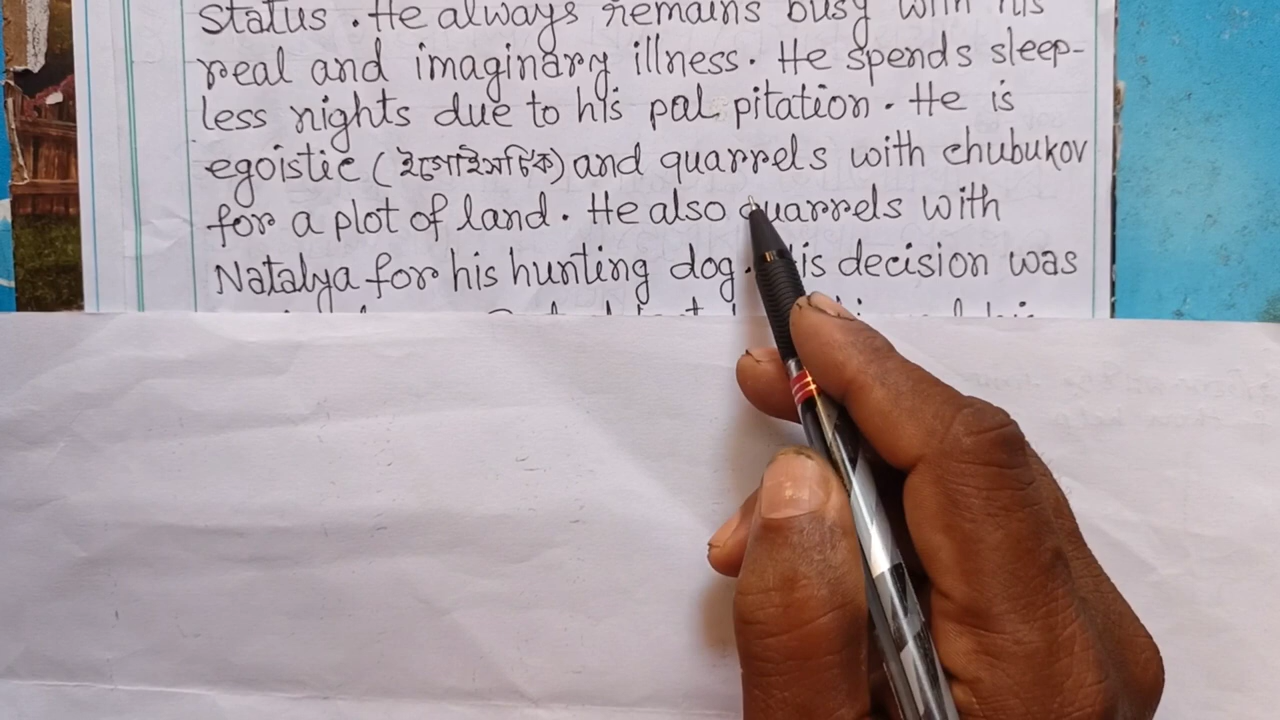 status. He always remains busy with his
real and imaginary illness. He spends sleep-
less nights due to his pal pitation. He is
egoistic (ইগোইসটিক) and quarrels with chubukov
for a plot of land. He also quarrels with
Natalya for his hunting dog. His decision was